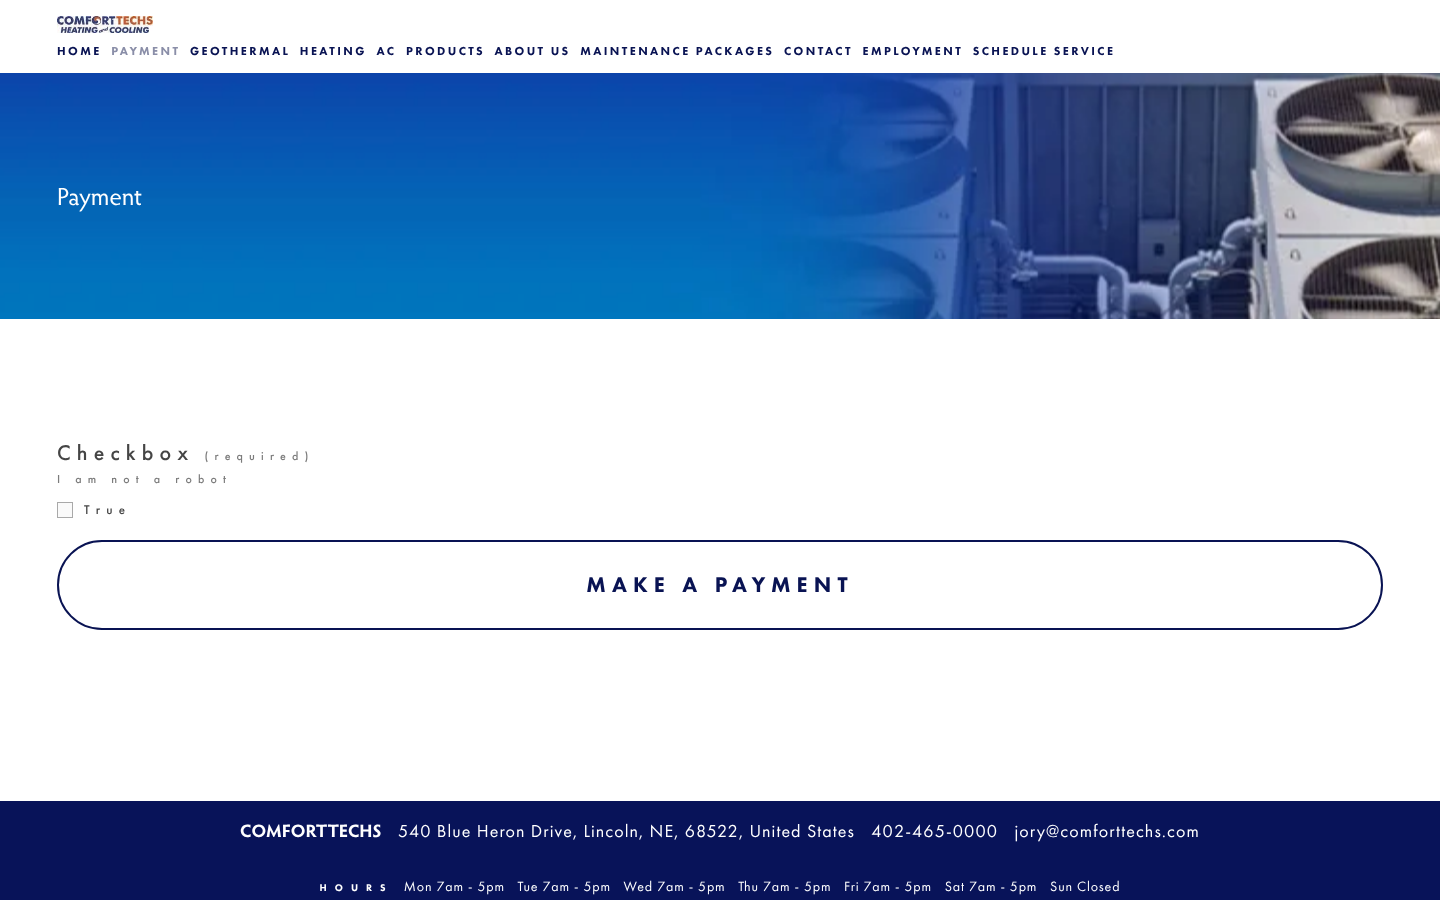 COMFORTTECHS
HEATING and COOLING
HOME PAYMENT GEOTHERMAL HEATING AC PRODUCTS ABOUT US MAINTENANCE PACKAGES CONTACT EMPLOYMENT SCHEDULE SERVICE
Payment
Checkbox (required)
I am not a robot
True
MAKE A PAYMENT
COMFORTTECHS 540 Blue Heron Drive, Lincoln, NE, 68522, United States 402-465-0000 jory@comforttechs.com
HOURS Mon 7am - 5pm Tue 7am - 5pm Wed 7am - 5pm Thu 7am - 5pm Fri 7am - 5pm Sat 7am - 5pm Sun Closed